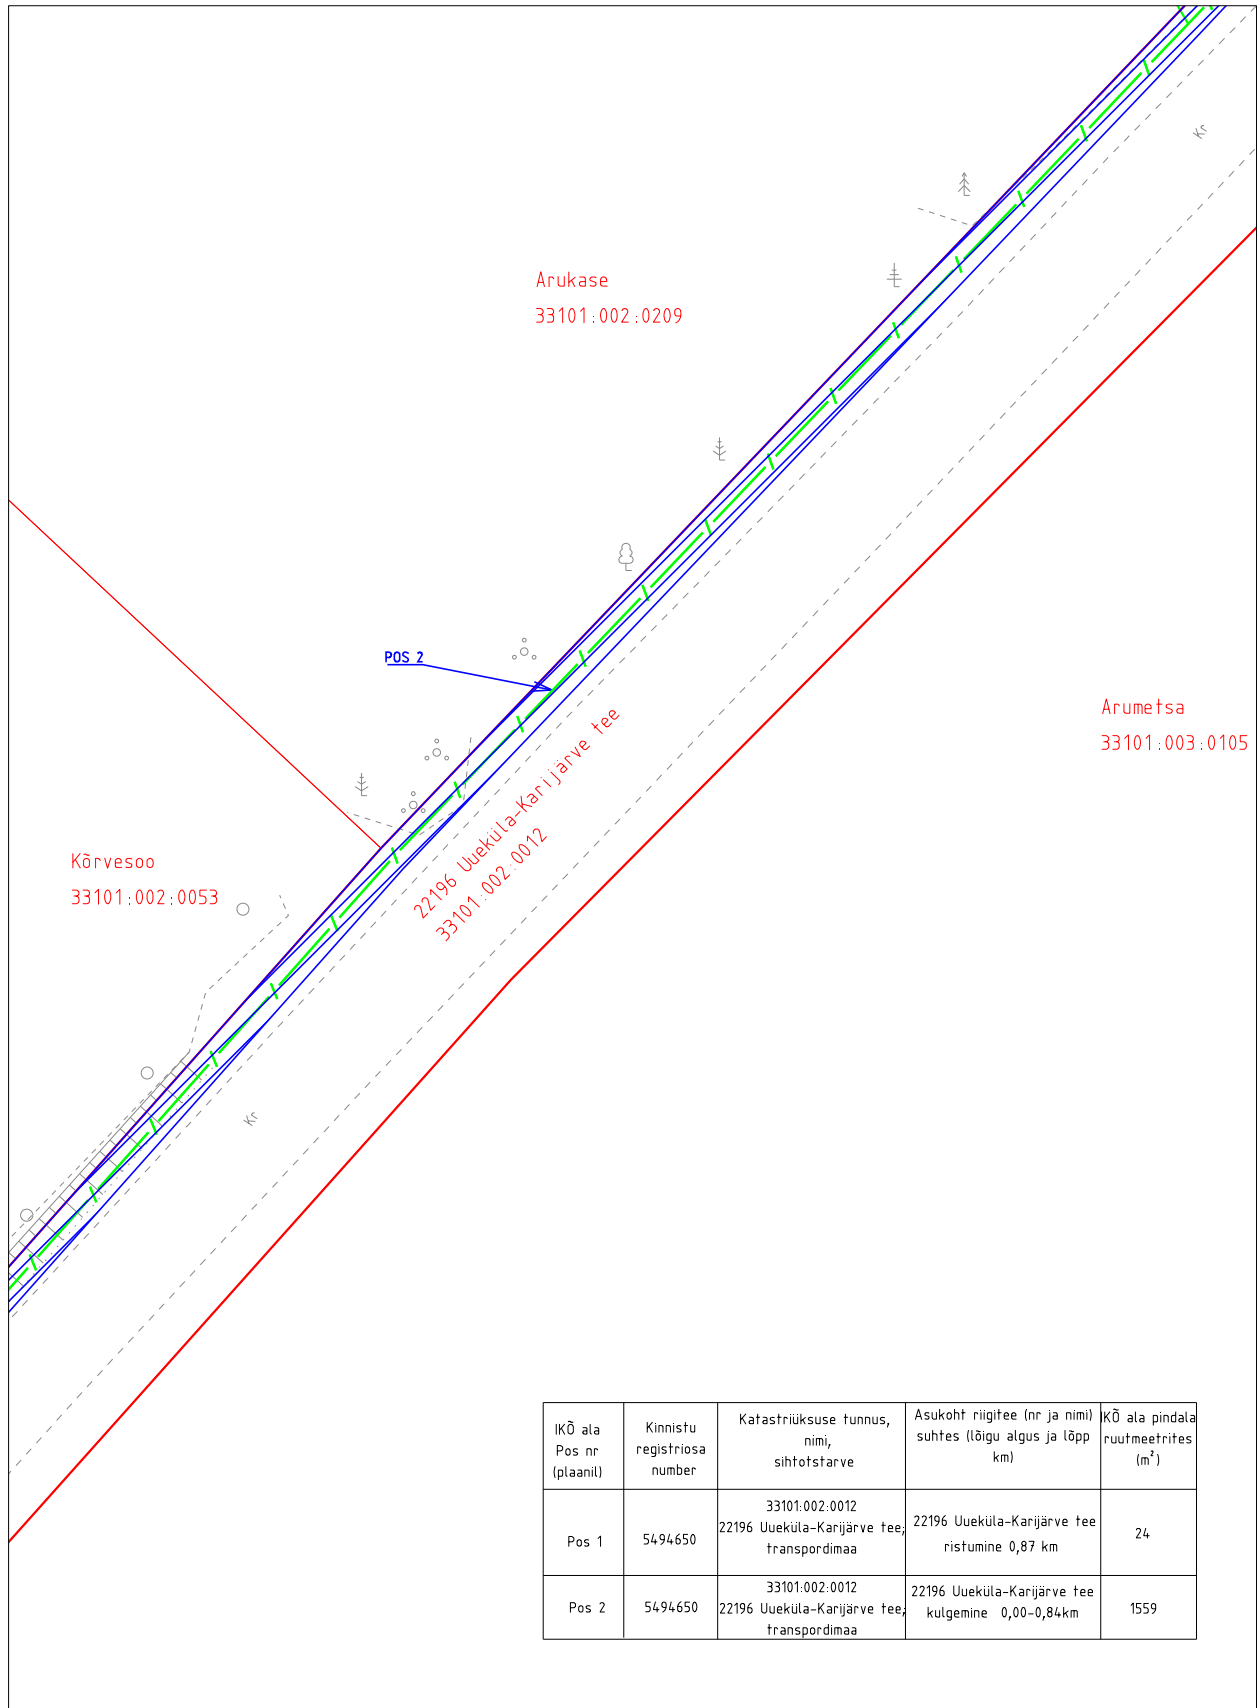 Kr
Arukase
33101:002:0209
POS 2
Arumetsa
33101:003:0105
22196 Uueküla-Karijärve tee
33101:002:0012
Kõrvesoo
33101:002:0053
Kr
IKÕ ala
Pos nr
(plaanil)
Kinnistu
registriosa
number
Katastriüksuse tunnus,
nimi,
sihtotstarve
Asukoht riigitee (nr ja nimi)
suhtes (lõigu algus ja lõpp
km)
IKÕ ala pindala
ruutmeetrites
(m²)
Pos 1
5494650
33101:002:0012
22196 Uueküla-Karijärve tee;
transpordimaa
22196 Uueküla-Karijärve tee
ristumine 0,87 km
24
Pos 2
5494650
33101:002:0012
22196 Uueküla-Karijärve tee;
transpordimaa
22196 Uueküla-Karijärve tee
kulgemine 0,00-0,84km
1559